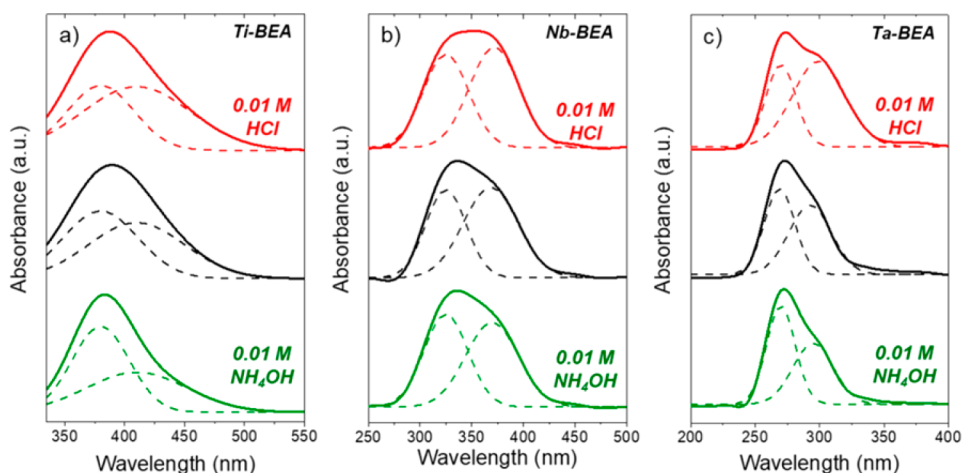 a)
Ti-BEA
0.01 M
HCl
0.01 M
NH4OH
Absorbance (a.u.)
350 400 450 500 550
Wavelength (nm)
b)
Nb-BEA
0.01 M
HCl
0.01 M
NH4OH
Absorbance (a.u.)
250 300 350 400 450 500
Wavelength (nm)
c)
Ta-BEA
0.01 M
HCl
0.01 M
NH4OH
Absorbance (a.u.)
200 250 300 350 400
Wavelength (nm)